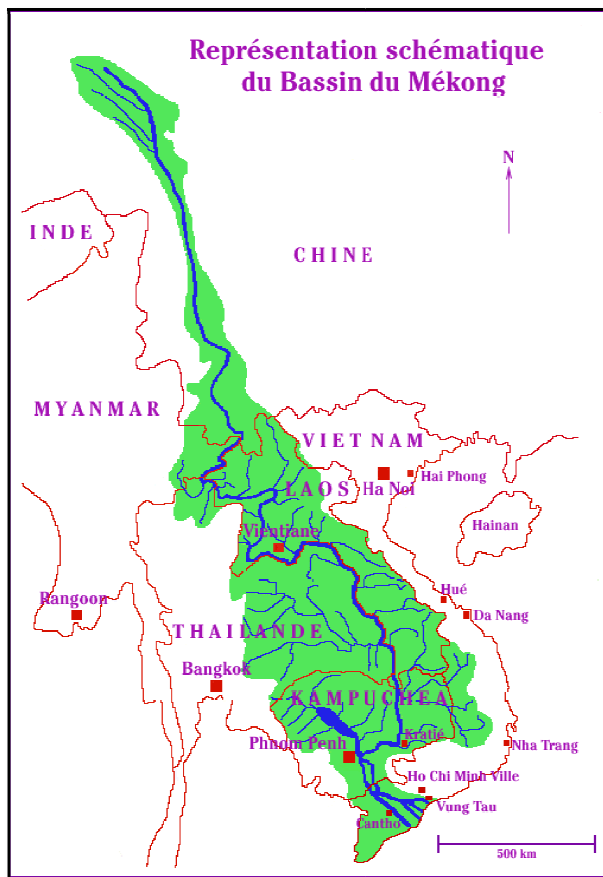 Représentation schématique
du Bassin du Mékong
N
INDE
CHINE
MYANMAR
VIETNAM
Hai Phong
LAOS
Ha Noi
Hainan
Vientiane
Rangoon
Hué
Da Nang
THAILANDE
Bangkok
KAMPUCHEA
Kratié
Phnom Penh
Nha Trang
Ho Chi Minh Ville
Vung Tau
Cantho
500 km